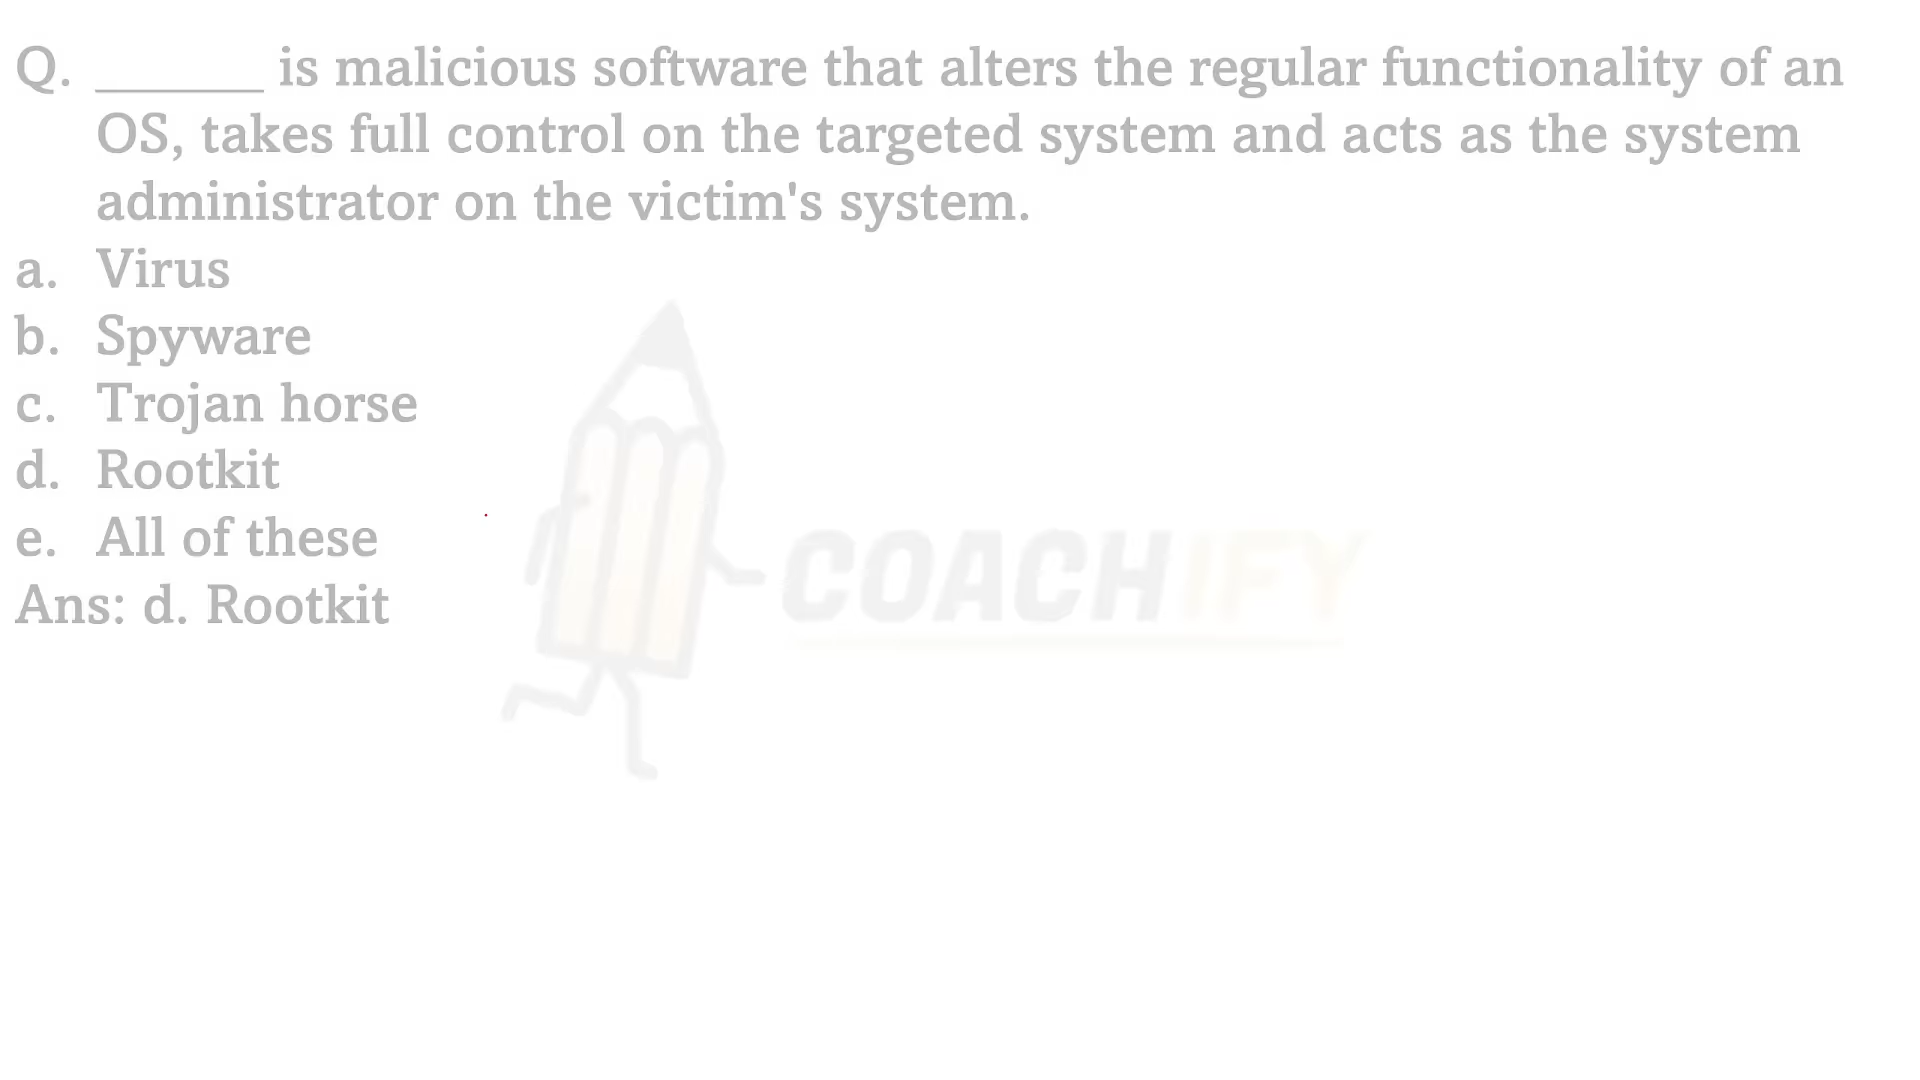 Q. ______ is malicious software that alters the regular functionality of an
OS, takes full control on the targeted system and acts as the system
administrator on the victim's system.
a. Virus
b. Spyware
c. Trojan horse
d. Rootkit
e. All of these
Ans: d. Rootkit
COACHIFY